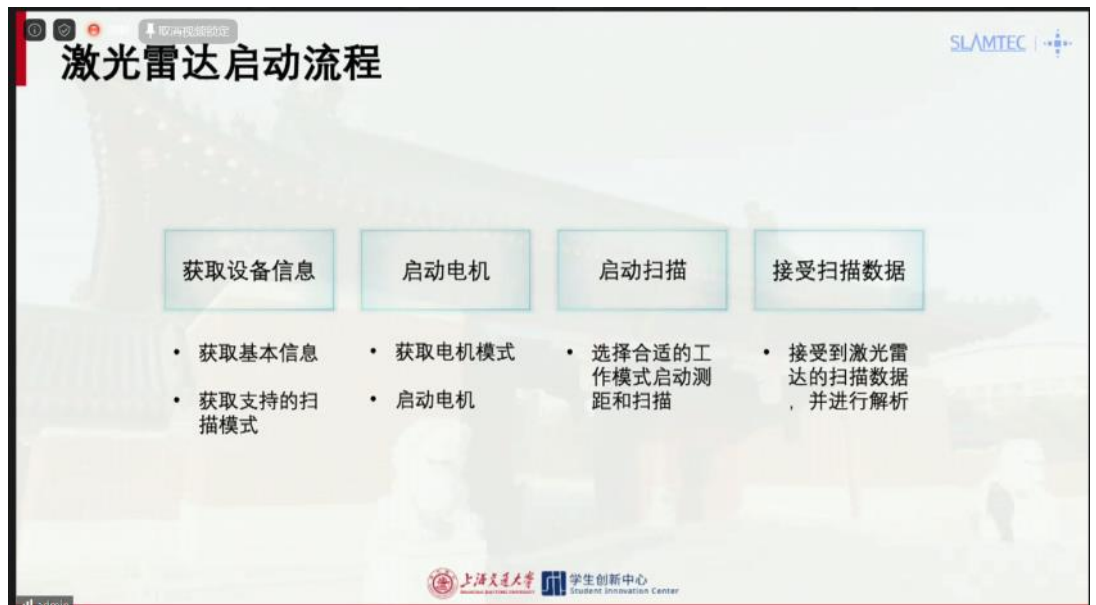 取消视频锁定
激光雷达启动流程
SLAMTEC
获取设备信息
启动电机
启动扫描
接受扫描数据
• 获取基本信息
• 获取支持的扫
描模式
• 获取电机模式
• 启动电机
• 选择合适的工
作模式启动测
距和扫描
• 接受到激光雷
达的扫描数据
，并进行解析
上海交通大学
SHANGHAI JIAO TONG UNIVERSITY
学生创新中心
Student Innovation Center